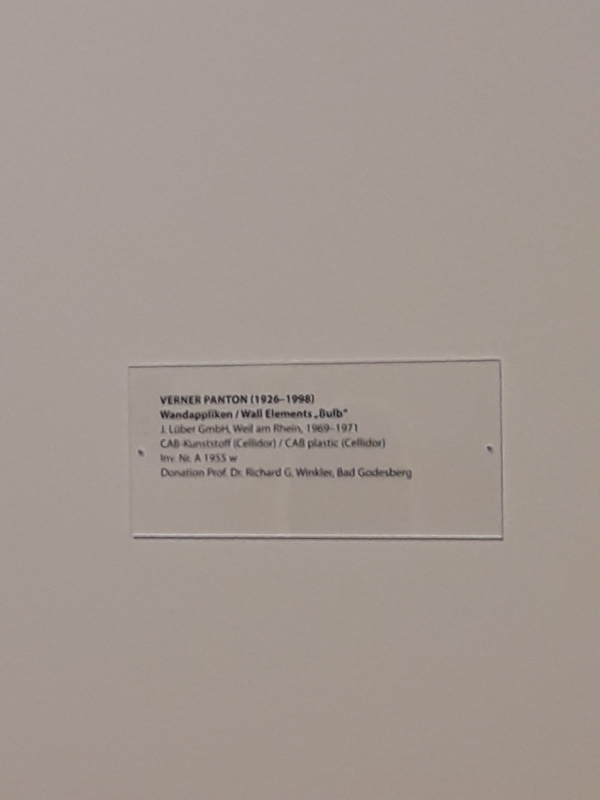 VERNER PANTON (1926–1998)
Wandappliken / Wall Elements „Bulb“
J. Lüber GmbH, Weil am Rhein, 1969–1971
CAB-Kunststoff (Cellidor) / CAB plastic (Cellidor)
Inv. Nr. A 1955 w
Donation Prof. Dr. Richard G. Winkler, Bad Godesberg